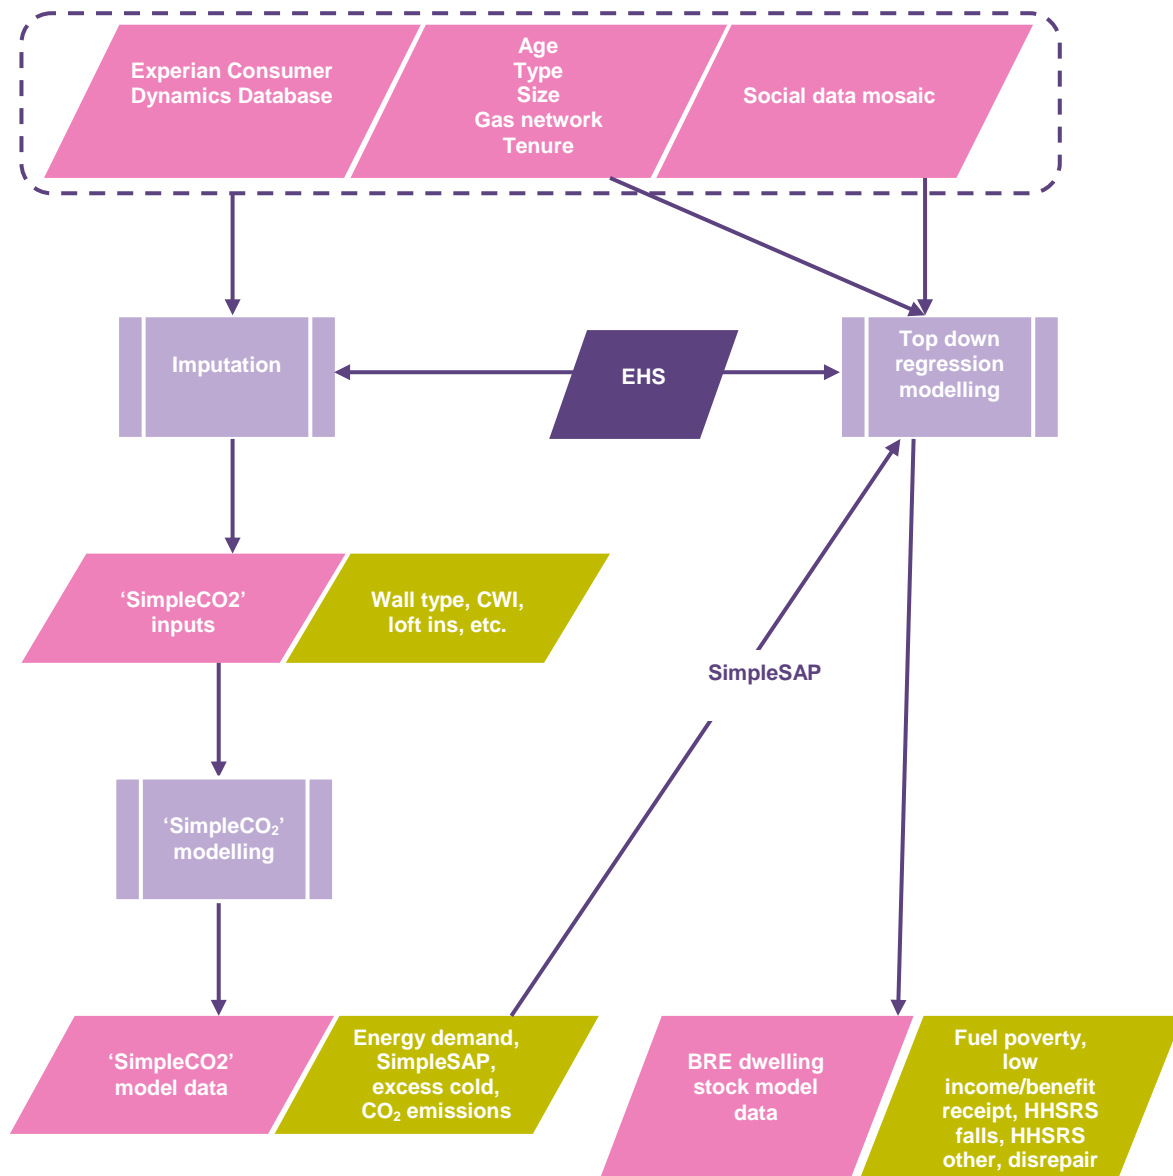 Experian Consumer
Dynamics Database
Age
Type
Size
Gas network
Tenure
Social data mosaic
Imputation
EHS
Top down
regression
modelling
‘SimpleCO2’
inputs
Wall type, CWI,
loft ins, etc.
SimpleSAP
‘SimpleCO₂’
modelling
‘SimpleCO2’
model data
Energy demand,
SimpleSAP,
excess cold,
CO₂ emissions
BRE dwelling
stock model
data
Fuel poverty,
low
income/benefit
receipt, HHSRS
falls, HHSRS
other, disrepair